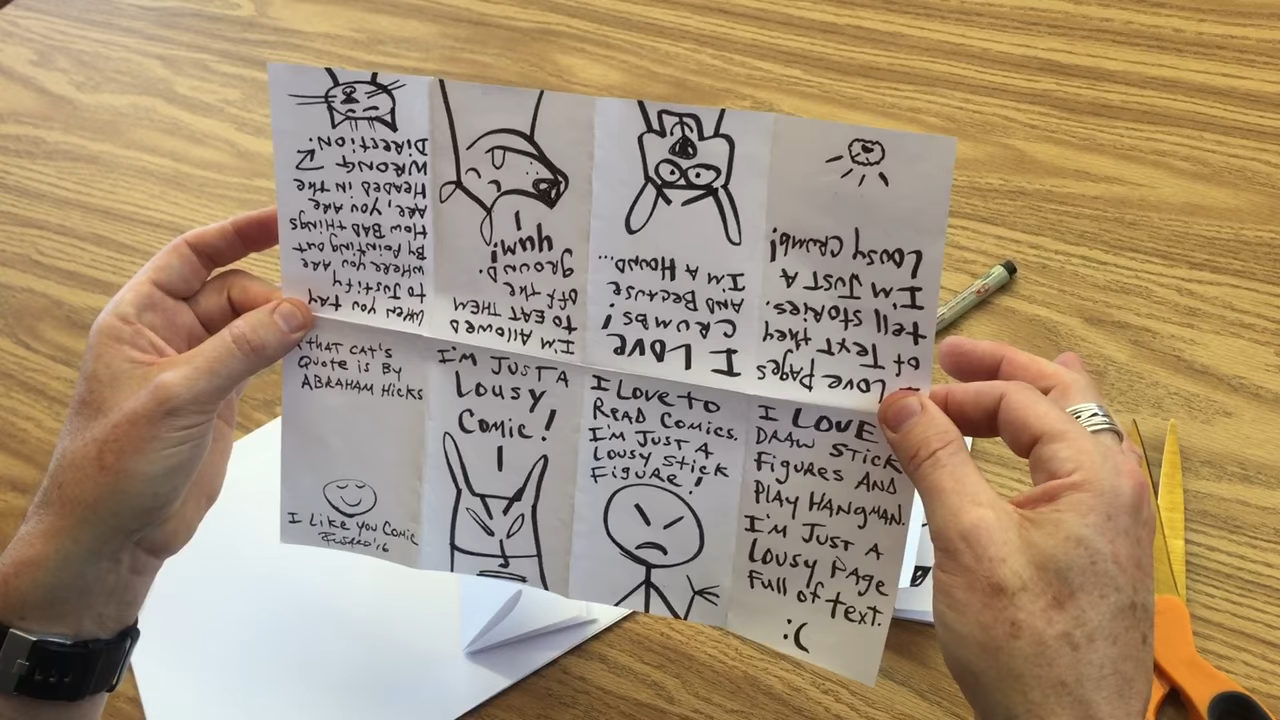 I'M JUST A
LOUSY
COMIC!
I LOVE to
READ COMICS.
I'M JUST A
LOUSY STICK
FIGURE!
I LOVE
DRAW STICK
FIGURES AND
PLAY HANGMAN.
I'M JUST A
LOUSY PAGE
FULL OF text.
:(
LOVE PAGES
of TEXT they
tell stories.
I'M JUST A
LOUSY CRUMB!
I LOVE
CRUMBS!
AND BECAUSE
I'M A HOUND...
I'M ALLOWED
TO EAT THEM
OFF THE
GROUND.
YUM!
WHEN YOU tRY
to JUSTIFY
WHERE YOU ARE
BY POINTING OUT
HOW BAD THINGS
ARE, YOU ARE
HEADED IN THE
WRONG
DIRECTION.
THAT CAT'S
QUOTE IS BY
ABRAHAM HICKS
I LIKE YOU COMIC